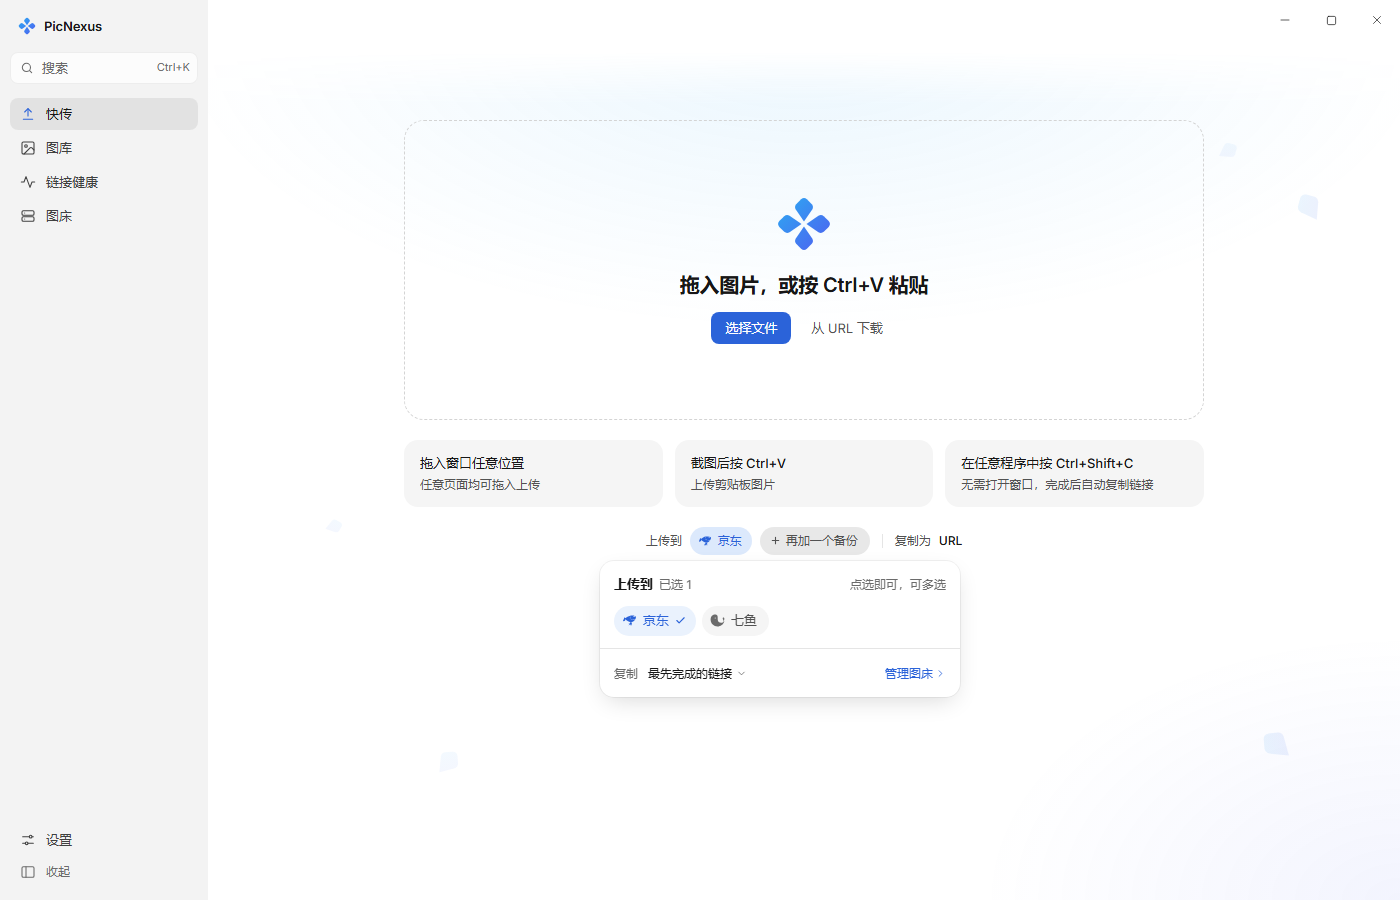 PicNexus
搜索 Ctrl+K
快传
图库
链接健康
图床
拖入图片，或按 Ctrl+V 粘贴
选择文件 从 URL 下载
拖入窗口任意位置
任意页面均可拖入上传
截图后按 Ctrl+V
上传剪贴板图片
在任意程序中按 Ctrl+Shift+C
无需打开窗口，完成后自动复制链接
上传到 京东 + 再加一个备份 复制为 URL
上传到 已选 1 点选即可，可多选
京东 七鱼
复制 最先完成的链接 管理图床
设置
收起